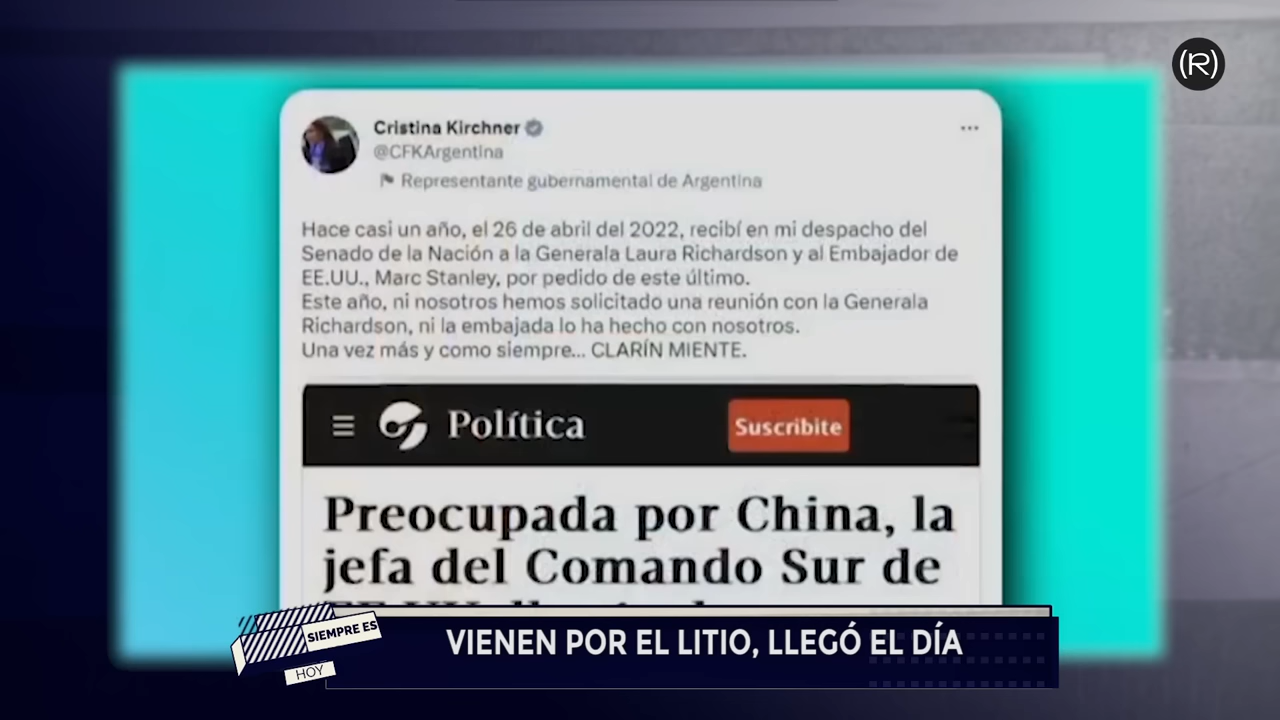 (R)
Cristina Kirchner
@CFKArgentina
Representante gubernamental de Argentina
Hace casi un año, el 26 de abril del 2022, recibí en mi despacho del
Senado de la Nación a la Generala Laura Richardson y al Embajador de
EE.UU., Marc Stanley, por pedido de este último.
Este año, ni nosotros hemos solicitado una reunión con la Generala
Richardson, ni la embajada lo ha hecho con nosotros.
Una vez más y como siempre... CLARÍN MIENTE.
Política
Suscribite
Preocupada por China, la
jefa del Comando Sur de
SIEMPRE ES
HOY
VIENEN POR EL LITIO, LLEGÓ EL DÍA